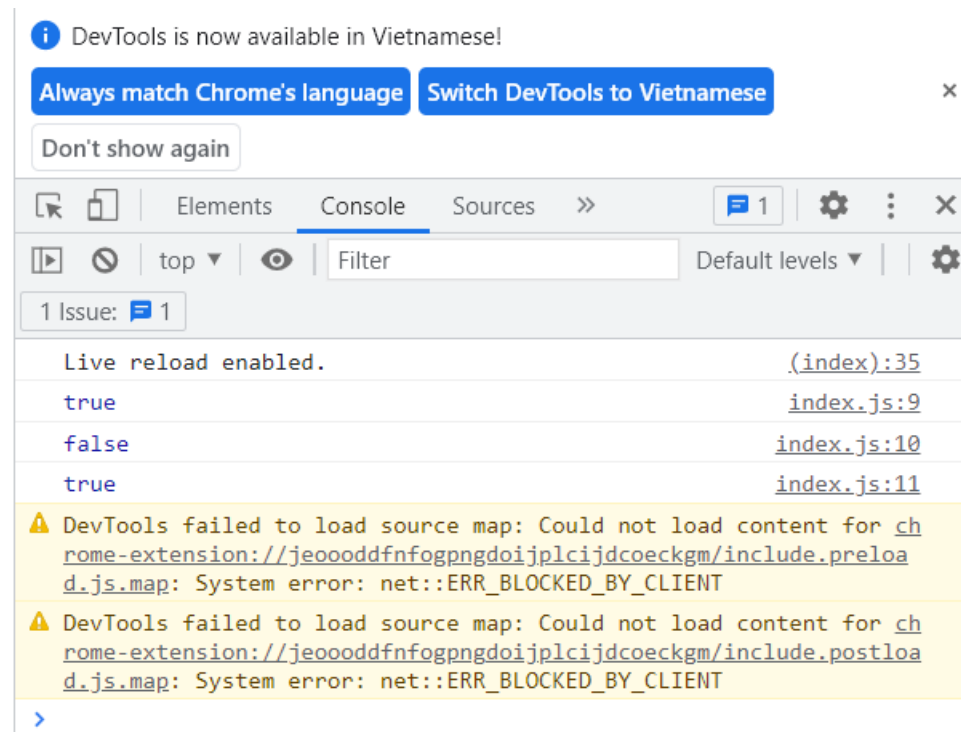 DevTools is now available in Vietnamese!
Always match Chrome's language Switch DevTools to Vietnamese
Don't show again
Elements Console Sources 1
top Filter Default levels
1 Issue: 1
Live reload enabled. (index):35
true index.js:9
false index.js:10
true index.js:11
DevTools failed to load source map: Could not load content for ch
rome-extension://jeoooddfnfogpngdoijplcijdcoeckgm/include.preloa
d.js.map: System error: net::ERR_BLOCKED_BY_CLIENT
DevTools failed to load source map: Could not load content for ch
rome-extension://jeoooddfnfogpngdoijplcijdcoeckgm/include.postloa
d.js.map: System error: net::ERR_BLOCKED_BY_CLIENT